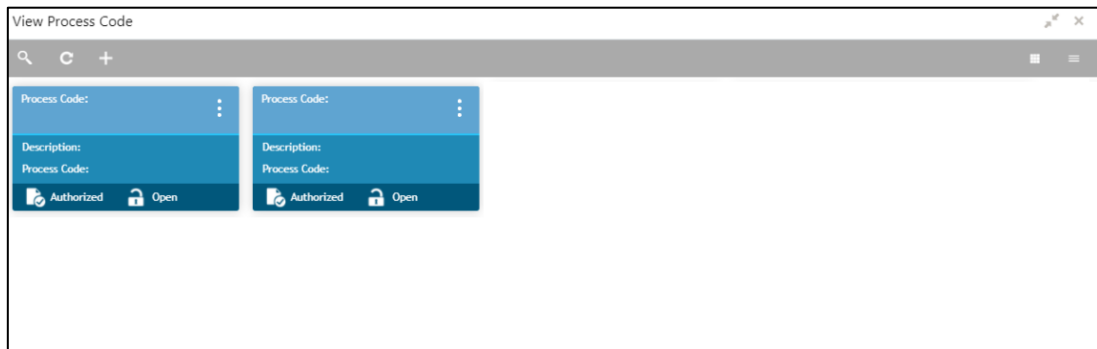 View Process Code
Process Code:
Description:
Process Code:
Authorized Open
Process Code:
Description:
Process Code:
Authorized Open